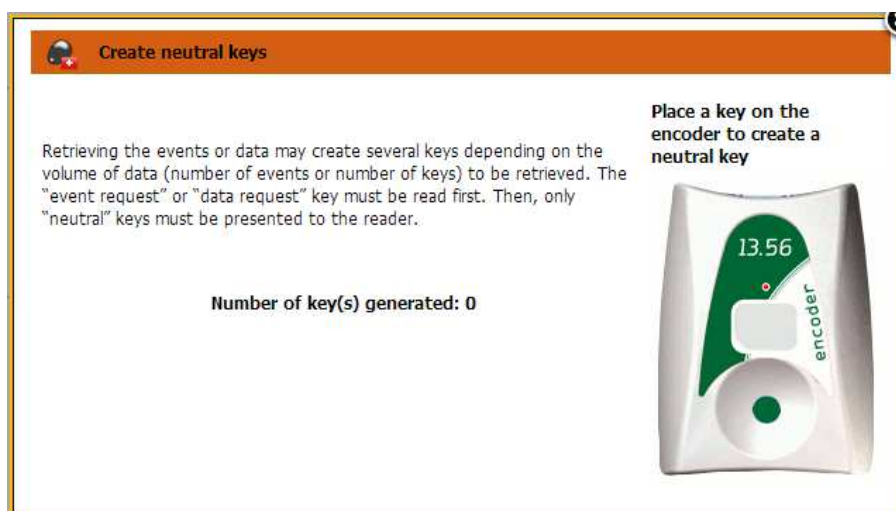 Create neutral keys
Place a key on the
encoder to create a
neutral key
Retrieving the events or data may create several keys depending on the
volume of data (number of events or number of keys) to be retrieved. The
“event request” or “data request” key must be read first. Then, only
“neutral” keys must be presented to the reader.
Number of key(s) generated: 0
13.56
encoder